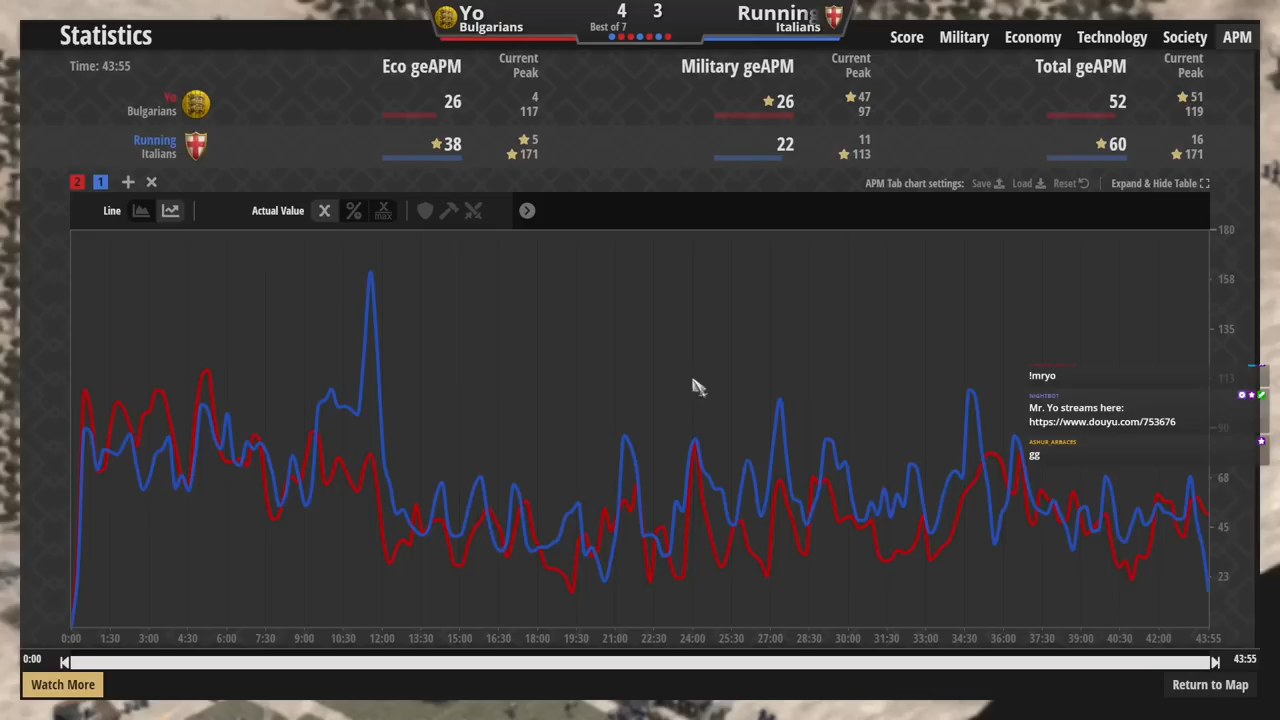 Yo
Bulgarians
4 3
Best of 7
Running
Italians
Statistics
Score Military Economy Technology Society APM
Time: 43:55
Eco geAPM Current Peak
Military geAPM Current Peak
Total geAPM Current Peak
Yo
Bulgarians
26 4 117
26 47 97
52 51 119
Running
Italians
38 5 171
22 11 113
60 16 171
2 1
APM Tab chart settings: Save Load Reset Expand & Hide Table
Line Actual Value X % X max
180
158
135
113
90
68
45
23
!mryo
NIGHTBOT
Mr. Yo streams here:
https://www.douyu.com/753676
ASHUR_ABBACES
gg
0:00 1:30 3:00 4:30 6:00 7:30 9:00 10:30 12:00 13:30 15:00 16:30 18:00 19:30 21:00 22:30 24:00 25:30 27:00 28:30 30:00 31:30 33:00 34:30 36:00 37:30 39:00 40:30 42:00 43:55
0:00 43:55
Watch More Return to Map